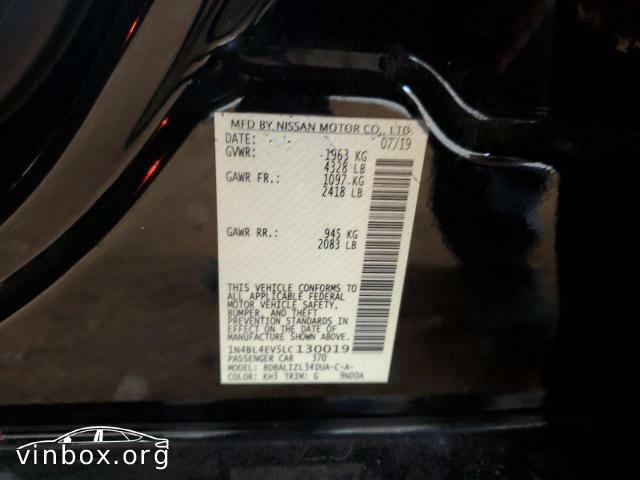 MFD BY NISSAN MOTOR CO., LTD.
DATE: 07/19
GVWR: 1963 KG
4328 LB
GAWR FR.: 1097 KG
2418 LB
GAWR RR.: 945 KG
2083 LB
THIS VEHICLE CONFORMS TO
ALL APPLICABLE FEDERAL
MOTOR VEHICLE SAFETY,
BUMPER, AND THEFT
PREVENTION STANDARDS IN
EFFECT ON THE DATE OF
MANUFACTURE SHOWN ABOVE.
1N4BL4EV5LC130019
PASSENGER CAR 370
MODEL: BDBALIZL34DUA-C-A-
COLOR: KH3 TRIM: G 9N00A
vinbox.org